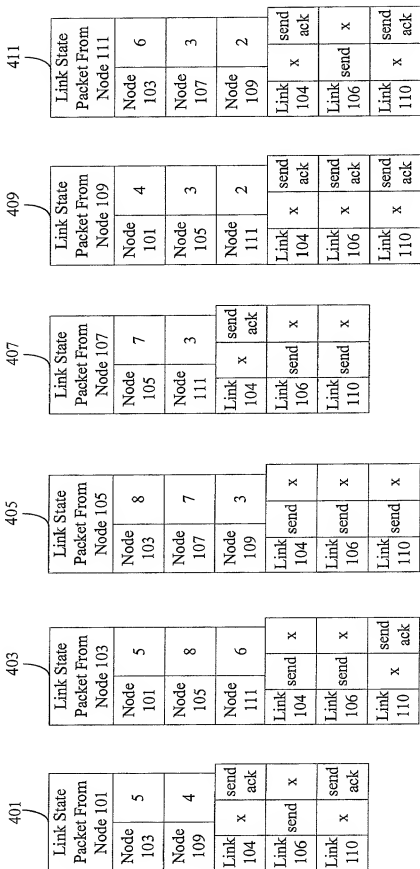 401
Link State
Packet From
Node 101
Node 103 5
Node 109 4
Link 104 x send ack
Link 106 send x
Link 110 x send ack
403
Link State
Packet From
Node 103
Node 101 5
Node 105 8
Node 111 6
Link 104 send x
Link 106 send x
Link 110 x send ack
405
Link State
Packet From
Node 105
Node 103 8
Node 107 7
Node 109 3
Link 104 send x
Link 106 send x
Link 110 send x
407
Link State
Packet From
Node 107
Node 105 7
Node 111 3
Link 104 x send ack
Link 106 send x
Link 110 send x
409
Link State
Packet From
Node 109
Node 101 4
Node 105 3
Node 111 2
Link 104 x send ack
Link 106 x send ack
Link 110 x send ack
411
Link State
Packet From
Node 111
Node 103 6
Node 107 3
Node 109 2
Link 104 x send ack
Link 106 send x
Link 110 x send ack